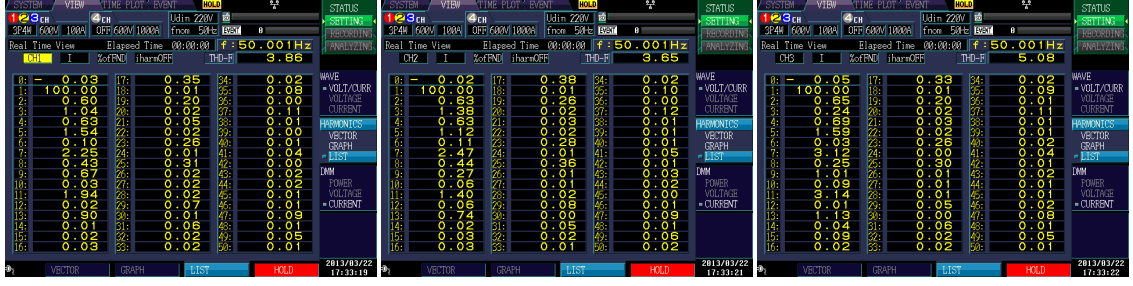 SYSTEM VIEW TIME PLOT EVENT HOLD
123CH 4CH Udin 220V
3P4W 600V 1000A OFF 600V 1000A fnom 50Hz EVENT 0
Real Time View Elapsed Time 00:00:00 f:50.001Hz
CH1 I %ofFND iharmOFF THD-F 3.86
0: - 0.03 17: 0.35 34: 0.02
1: 100.00 18: 0.01 35: 0.08
2: 0.60 19: 0.20 36: 0.00
3: 1.04 20: 0.02 37: 0.11
4: 0.63 21: 0.05 38: 0.01
5: 1.54 22: 0.02 39: 0.00
6: 0.10 23: 0.26 40: 0.01
7: 2.25 24: 0.01 41: 0.04
8: 0.43 25: 0.31 42: 0.00
9: 0.67 26: 0.00 43: 0.02
10: 0.03 27: 0.02 44: 0.02
11: 1.94 28: 0.02 45: 0.01
12: 0.02 29: 0.07 46: 0.01
13: 0.90 30: 0.01 47: 0.09
14: 0.01 31: 0.06 48: 0.01
15: 0.02 32: 0.02 49: 0.05
16: 0.03 33: 0.02 50: 0.01
VECTOR GRAPH LIST HOLD
STATUS
SETTING
RECORDING
ANALYZING
WAVE
VOLT/CURR
VOLTAGE
CURRENT
HARMONICS
VECTOR
GRAPH
LIST
DMM
POWER
VOLTAGE
CURRENT
2013/03/22
17:33:19
SYSTEM VIEW TIME PLOT EVENT HOLD
123CH 4CH Udin 220V
3P4W 600V 1000A OFF 600V 1000A fnom 50Hz EVENT 0
Real Time View Elapsed Time 00:00:00 f:50.001Hz
CH2 I %ofFND iharmOFF THD-F 3.65
0: - 0.02 17: 0.38 34: 0.02
1: 100.00 18: 0.01 35: 0.10
2: 0.63 19: 0.26 36: 0.00
3: 1.38 20: 0.02 37: 0.12
4: 0.63 21: 0.03 38: 0.01
5: 1.12 22: 0.02 39: 0.01
6: 0.11 23: 0.28 40: 0.01
7: 2.47 24: 0.01 41: 0.05
8: 0.44 25: 0.36 42: 0.01
9: 0.27 26: 0.01 43: 0.03
10: 0.06 27: 0.01 44: 0.02
11: 1.40 28: 0.02 45: 0.00
12: 0.06 29: 0.08 46: 0.01
13: 0.74 30: 0.00 47: 0.09
14: 0.02 31: 0.05 48: 0.02
15: 0.03 32: 0.02 49: 0.06
16: 0.03 33: 0.01 50: 0.01
VECTOR GRAPH LIST HOLD
STATUS
SETTING
RECORDING
ANALYZING
WAVE
VOLT/CURR
VOLTAGE
CURRENT
HARMONICS
VECTOR
GRAPH
LIST
DMM
POWER
VOLTAGE
CURRENT
2013/03/22
17:33:21
SYSTEM VIEW TIME PLOT EVENT HOLD
123CH 4CH Udin 220V
3P4W 600V 1000A OFF 600V 1000A fnom 50Hz EVENT 0
Real Time View Elapsed Time 00:00:00 f:50.001Hz
CH3 I %ofFND iharmOFF THD-F 5.08
0: - 0.05 17: 0.33 34: 0.01
1: 100.00 18: 0.01 35: 0.09
2: 0.65 19: 0.20 36: 0.01
3: 0.24 20: 0.02 37: 0.11
4: 0.69 21: 0.01 38: 0.01
5: 1.59 22: 0.02 39: 0.01
6: 0.03 23: 0.26 40: 0.02
7: 3.12 24: 0.00 41: 0.04
8: 0.25 25: 0.30 42: 0.01
9: 1.01 26: 0.01 43: 0.02
10: 0.09 27: 0.01 44: 0.01
11: 3.14 28: 0.01 45: 0.01
12: 0.01 29: 0.05 46: 0.02
13: 1.13 30: 0.00 47: 0.08
14: 0.04 31: 0.06 48: 0.01
15: 0.09 32: 0.02 49: 0.05
16: 0.02 33: 0.02 50: 0.01
VECTOR GRAPH LIST HOLD
STATUS
SETTING
RECORDING
ANALYZING
WAVE
VOLT/CURR
VOLTAGE
CURRENT
HARMONICS
VECTOR
GRAPH
LIST
DMM
POWER
VOLTAGE
CURRENT
2013/03/22
17:33:22